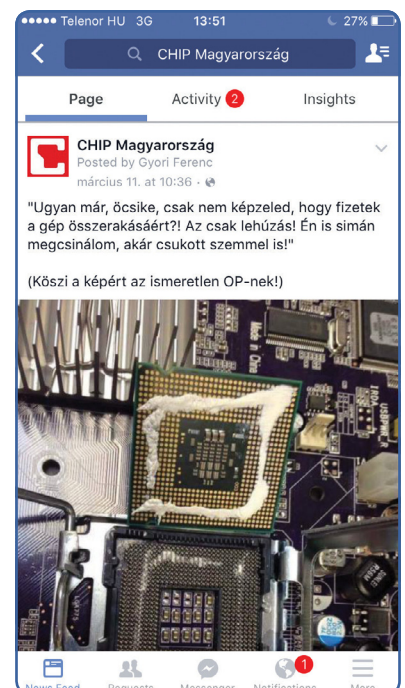 Telenor HU 3G 13:51 27%
CHIP Magyarország
Page Activity 2 Insights
CHIP Magyarország
Posted by Gyori Ferenc
március 11. at 10:36 ·
"Ugyan már, öcsike, csak nem képzeled, hogy fizetek
a gép összerakásáért?! Az csak lehúzás! Én is simán
megcsinálom, akár csukott szemmel is!"
(Köszi a képért az ismeretlen OP-nek!)
Made in
1
News Feed Requests Messenger Notifications More